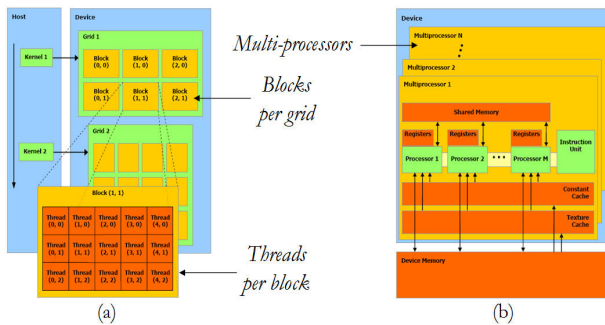 Host
Device
Grid 1
Kernel 1
Block
(0, 0)
Block
(1, 0)
Block
(2, 0)
Block
(0, 1)
Block
(1, 1)
Block
(2, 1)
Kernel 2
Grid 2
Block (1, 1)
Thread
(0, 0)
Thread
(1, 0)
Thread
(2, 0)
Thread
(3, 0)
Thread
(4, 0)
Thread
(0, 1)
Thread
(1, 1)
Thread
(2, 1)
Thread
(3, 1)
Thread
(4, 1)
Thread
(0, 2)
Thread
(1, 2)
Thread
(2, 2)
Thread
(3, 2)
Thread
(4, 2)
(a)
Multi-processors
Blocks
per grid
Threads
per block
Device
Multiprocessor N
Multiprocessor 2
Multiprocessor 1
Shared Memory
Registers
Registers
Registers
Processor 1
Processor 2
Processor M
Instruction
Unit
Constant
Cache
Texture
Cache
Device Memory
(b)